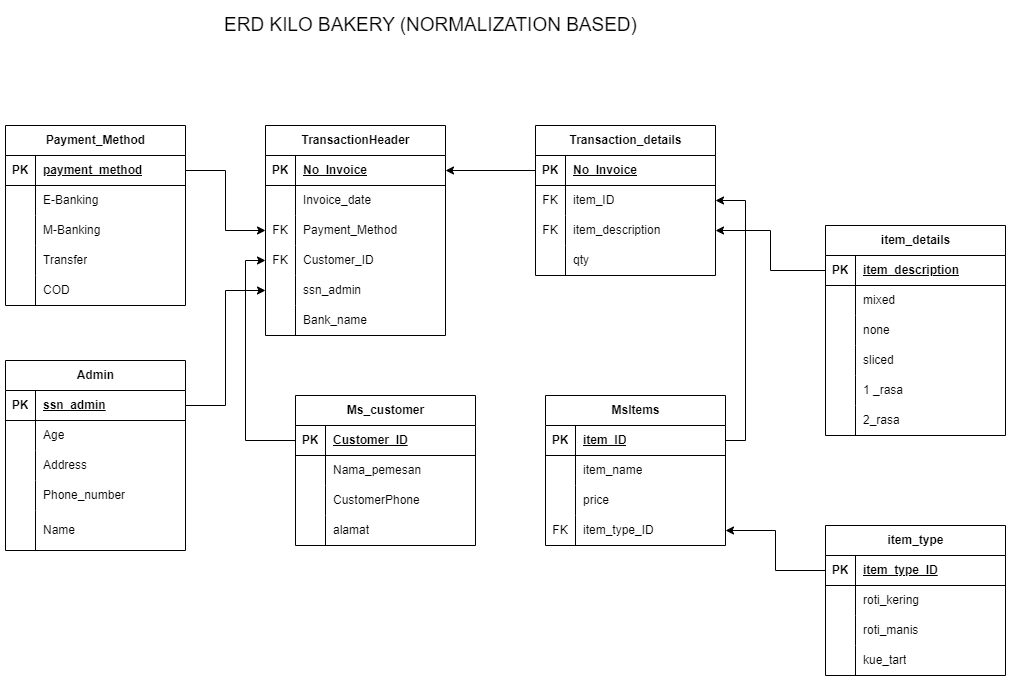 ERD KILO BAKERY (NORMALIZATION BASED)
Payment_Method
PK payment_method
E-Banking
M-Banking
Transfer
COD
TransactionHeader
PK No_Invoice
Invoice_date
FK Payment_Method
FK Customer_ID
ssn_admin
Bank_name
Transaction_details
PK No_Invoice
FK item_ID
FK item_description
qty
item_details
PK item_description
mixed
none
sliced
1 _rasa
2_rasa
Admin
PK ssn_admin
Age
Address
Phone_number
Name
Ms_customer
PK Customer_ID
Nama_pemesan
CustomerPhone
alamat
MsItems
PK item_ID
item_name
price
FK item_type_ID
item_type
PK item_type_ID
roti_kering
roti_manis
kue_tart